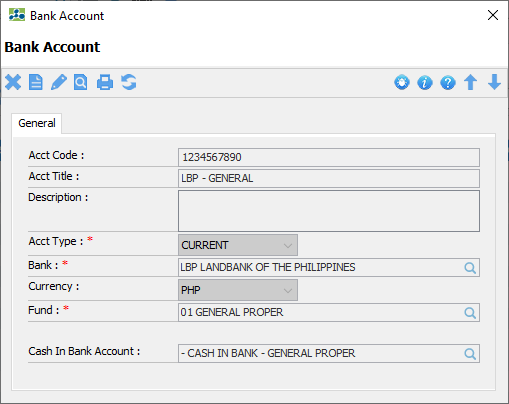 Bank Account
Bank Account
General
Acct Code : 1234567890
Acct Title : LBP - GENERAL
Description :
Acct Type : * CURRENT
Bank : * LBP LANDBANK OF THE PHILIPPINES
Currency : PHP
Fund : * 01 GENERAL PROPER
Cash In Bank Account : - CASH IN BANK - GENERAL PROPER